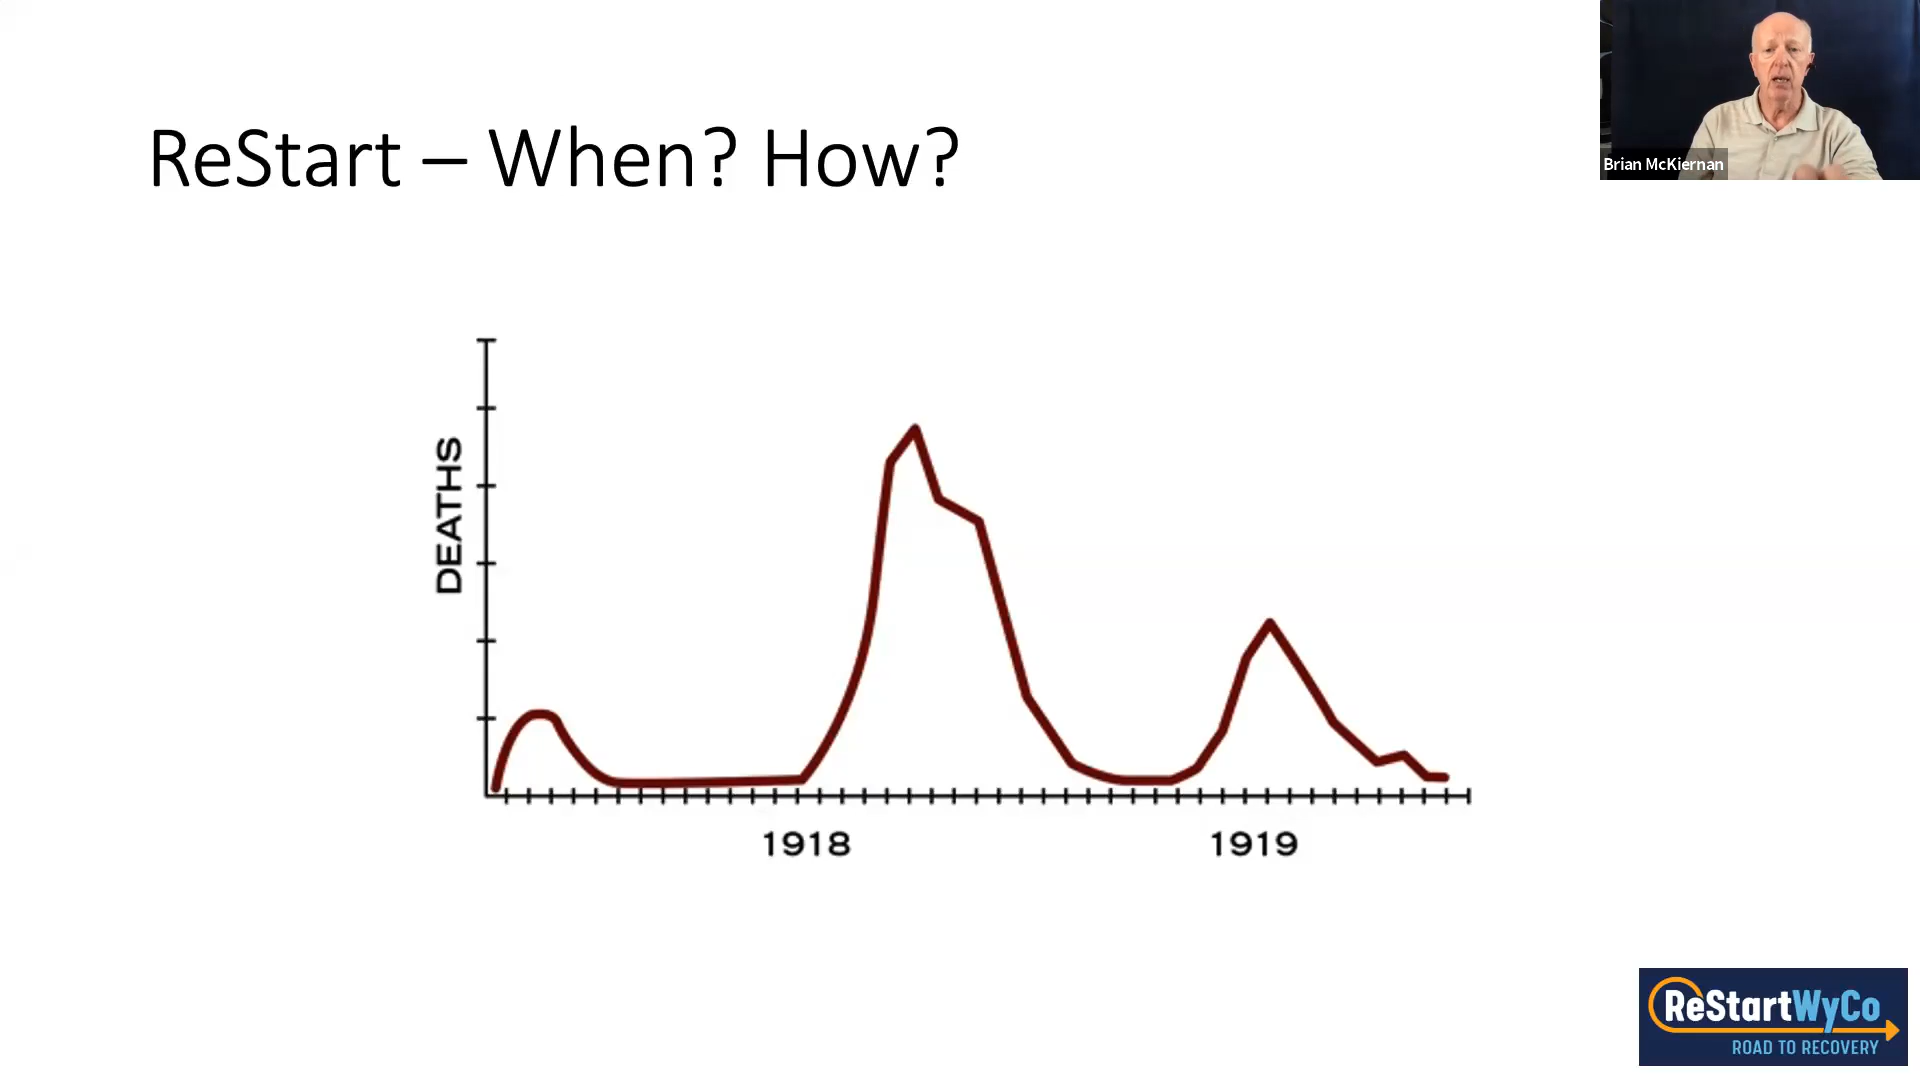 ReStart – When? How?
Brian McKiernan
DEATHS
1918
1919
ReStartWyCo
ROAD TO RECOVERY